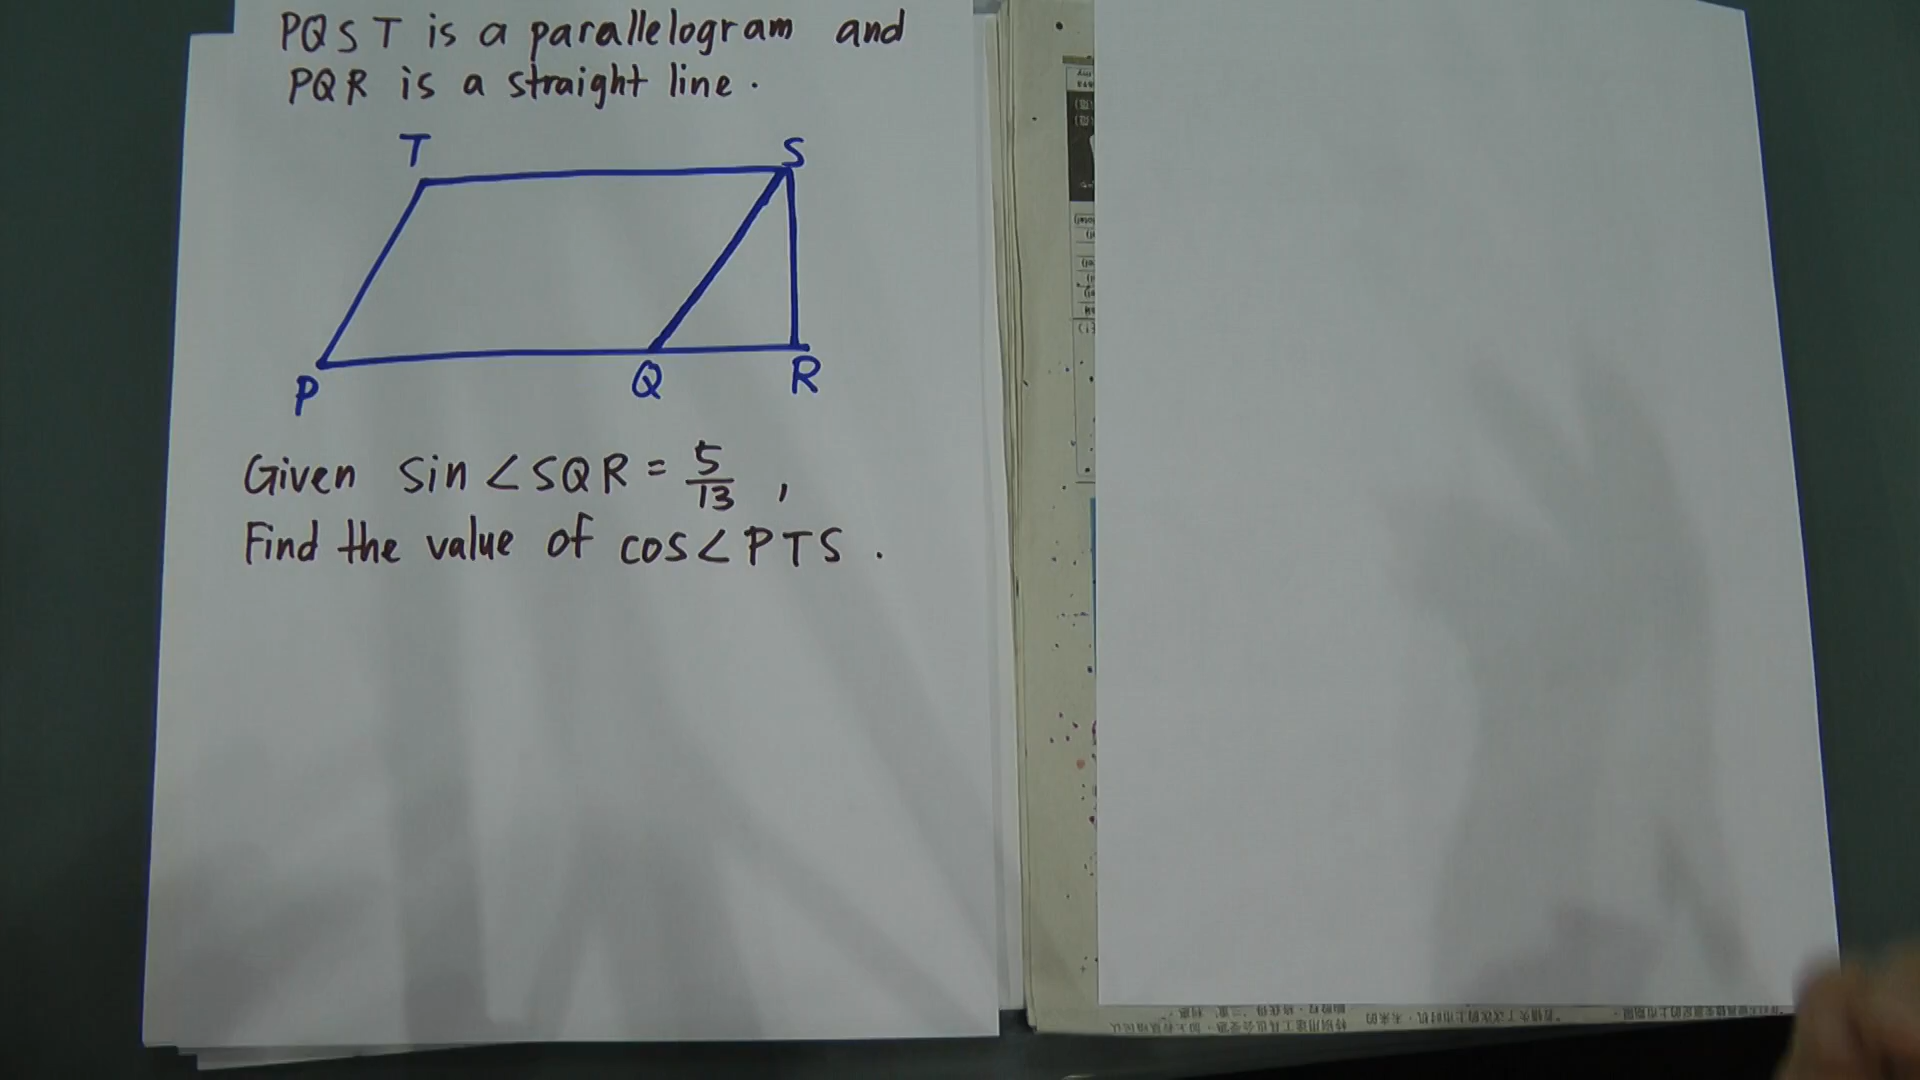 PQST is a parallelogram and
PQR is a straight line.
T S
P Q R
Given sin∠SQR = 5/13 ,
Find the value of cos∠PTS .